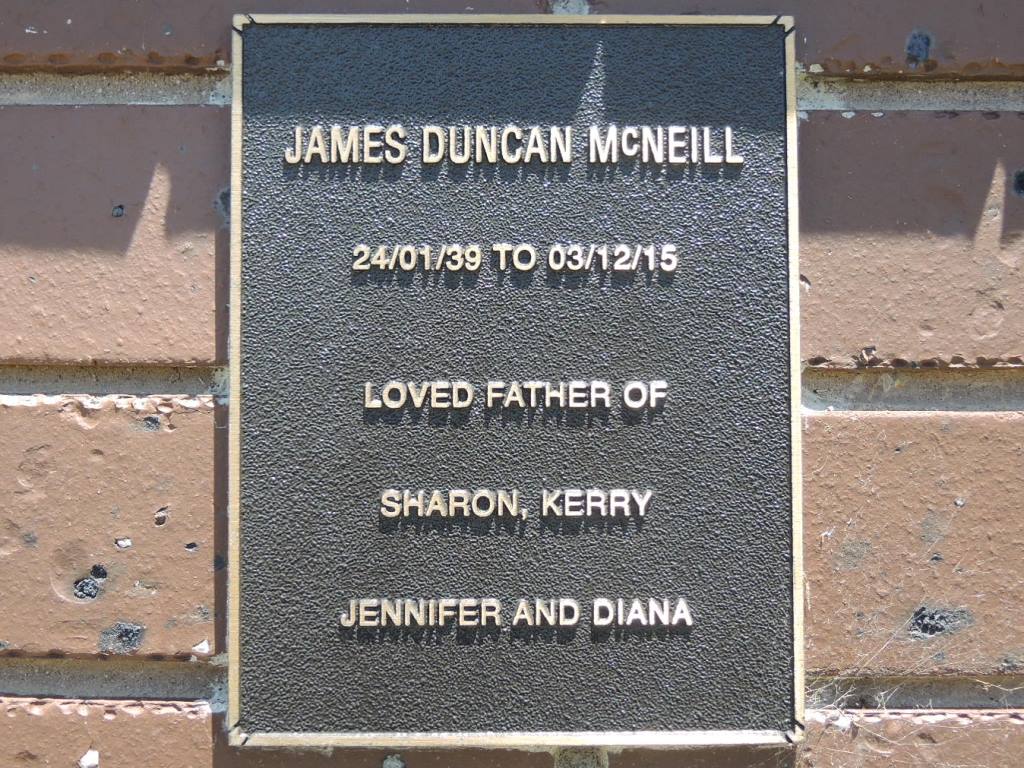 JAMES DUNCAN McNEILL
24/01/39 TO 03/12/15
LOVED FATHER OF
SHARON, KERRY
JENNIFER AND DIANA